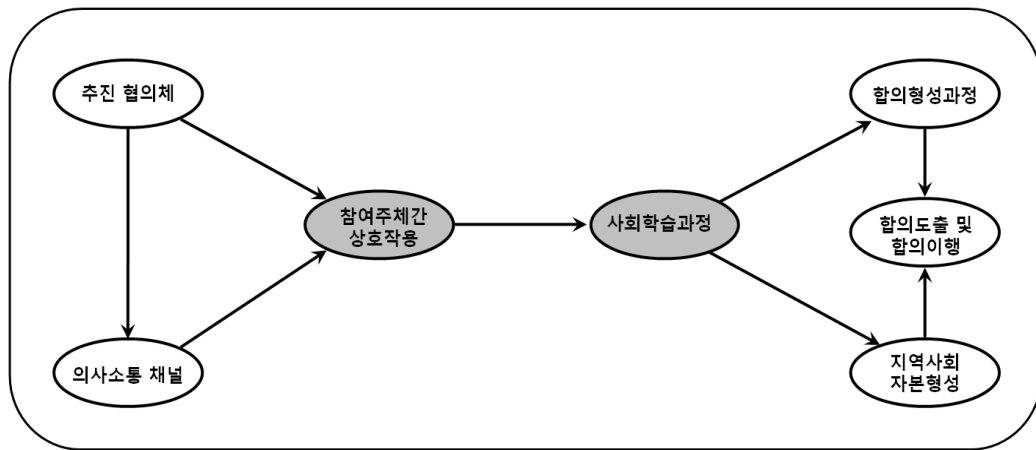 추진 협의체
합의형성과정
참여주체간
상호작용
사회학습과정
합의도출 및
합의이행
의사소통 채널
지역사회
자본형성